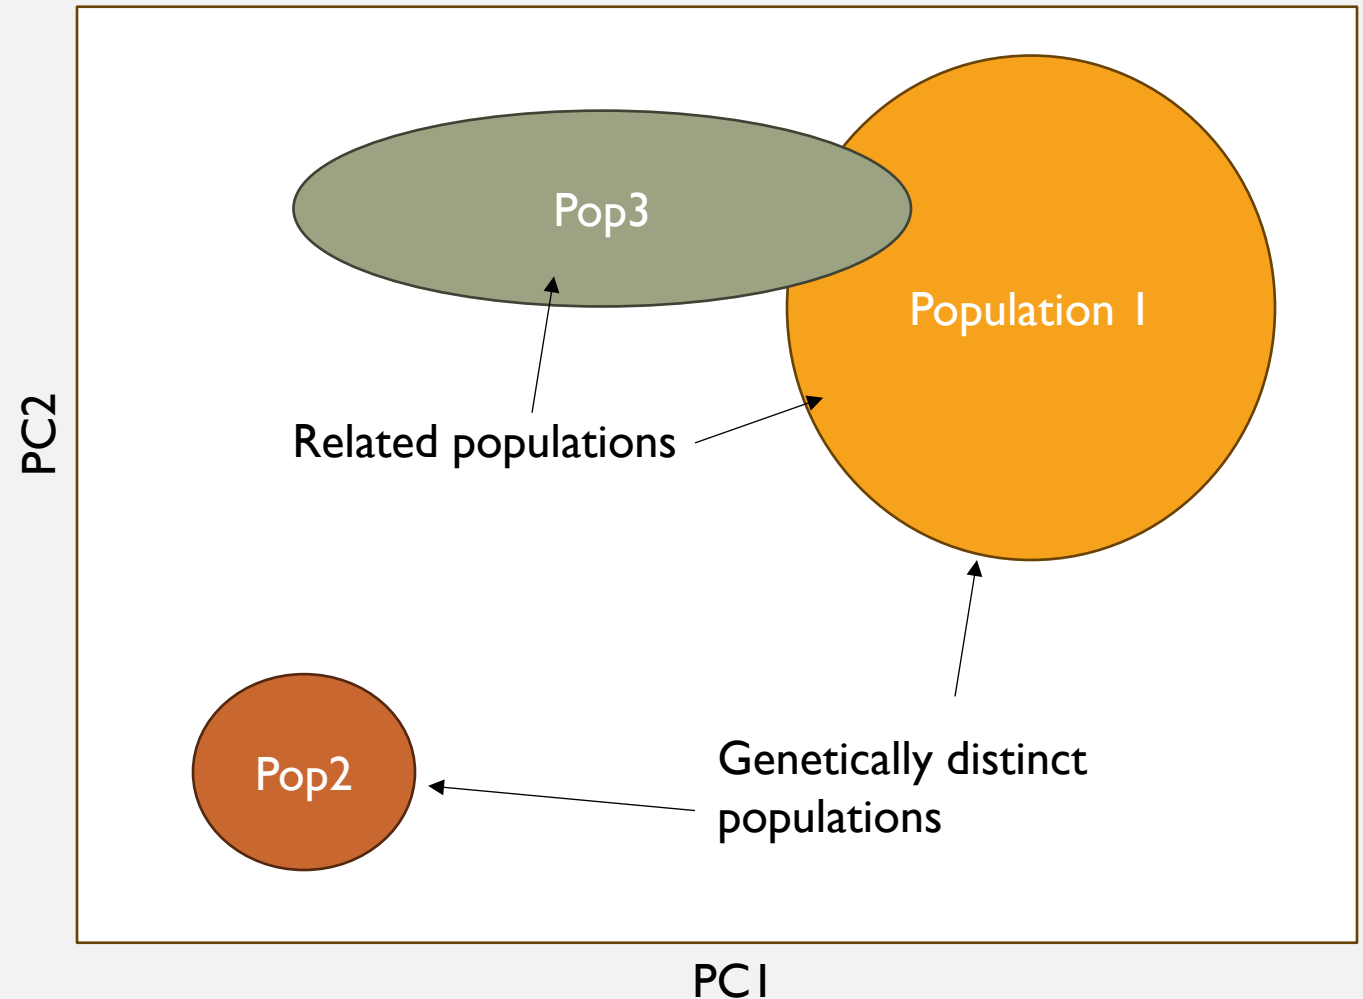 Pop3
Population 1
Related populations
PC2
Genetically distinct
populations
Pop2
PC1